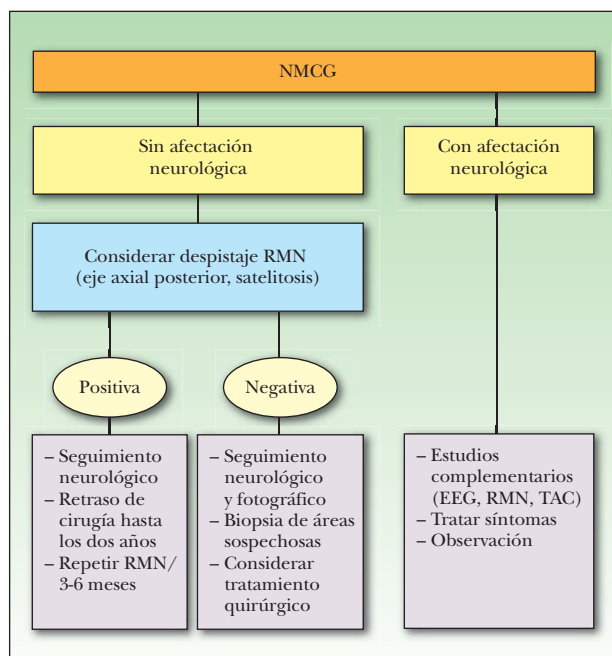 NMCG
Sin afectación
neurológica
Con afectación
neurológica
Considerar despistaje RMN
(eje axial posterior, satelitosis)
Positiva
Negativa
– Seguimiento
neurológico
– Retraso de
cirugía hasta
los dos años
– Repetir RMN/
3-6 meses
– Seguimiento
neurológico
y fotográfico
– Biopsia de áreas
sospechosas
– Considerar
tratamiento
quirúrgico
– Estudios
complementarios
(EEG, RMN, TAC)
– Tratar síntomas
– Observación